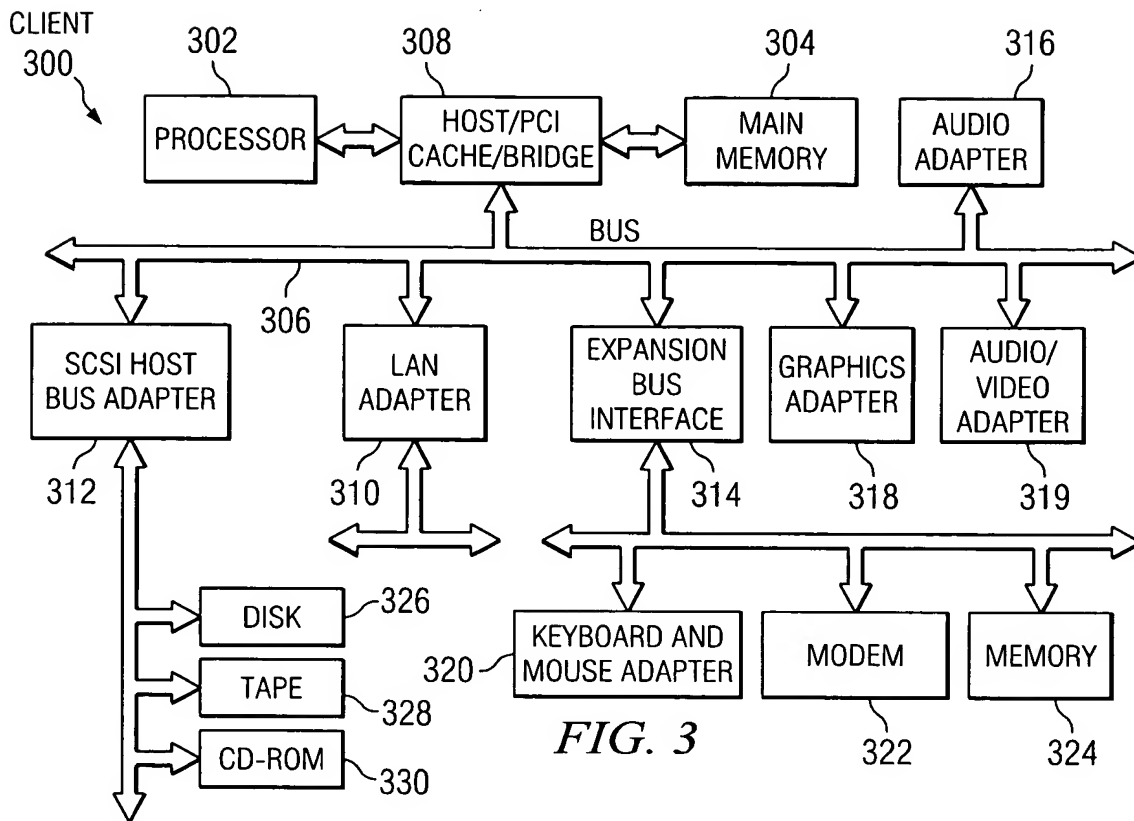 CLIENT
300
302
308
304
316
PROCESSOR
HOST/PCI
CACHE/BRIDGE
MAIN
MEMORY
AUDIO
ADAPTER
BUS
306
SCSI HOST
BUS ADAPTER
LAN
ADAPTER
EXPANSION
BUS
INTERFACE
GRAPHICS
ADAPTER
AUDIO/
VIDEO
ADAPTER
312
310
314
318
319
DISK
326
TAPE
328
CD-ROM
330
320
KEYBOARD AND
MOUSE ADAPTER
MODEM
MEMORY
322
324
FIG. 3